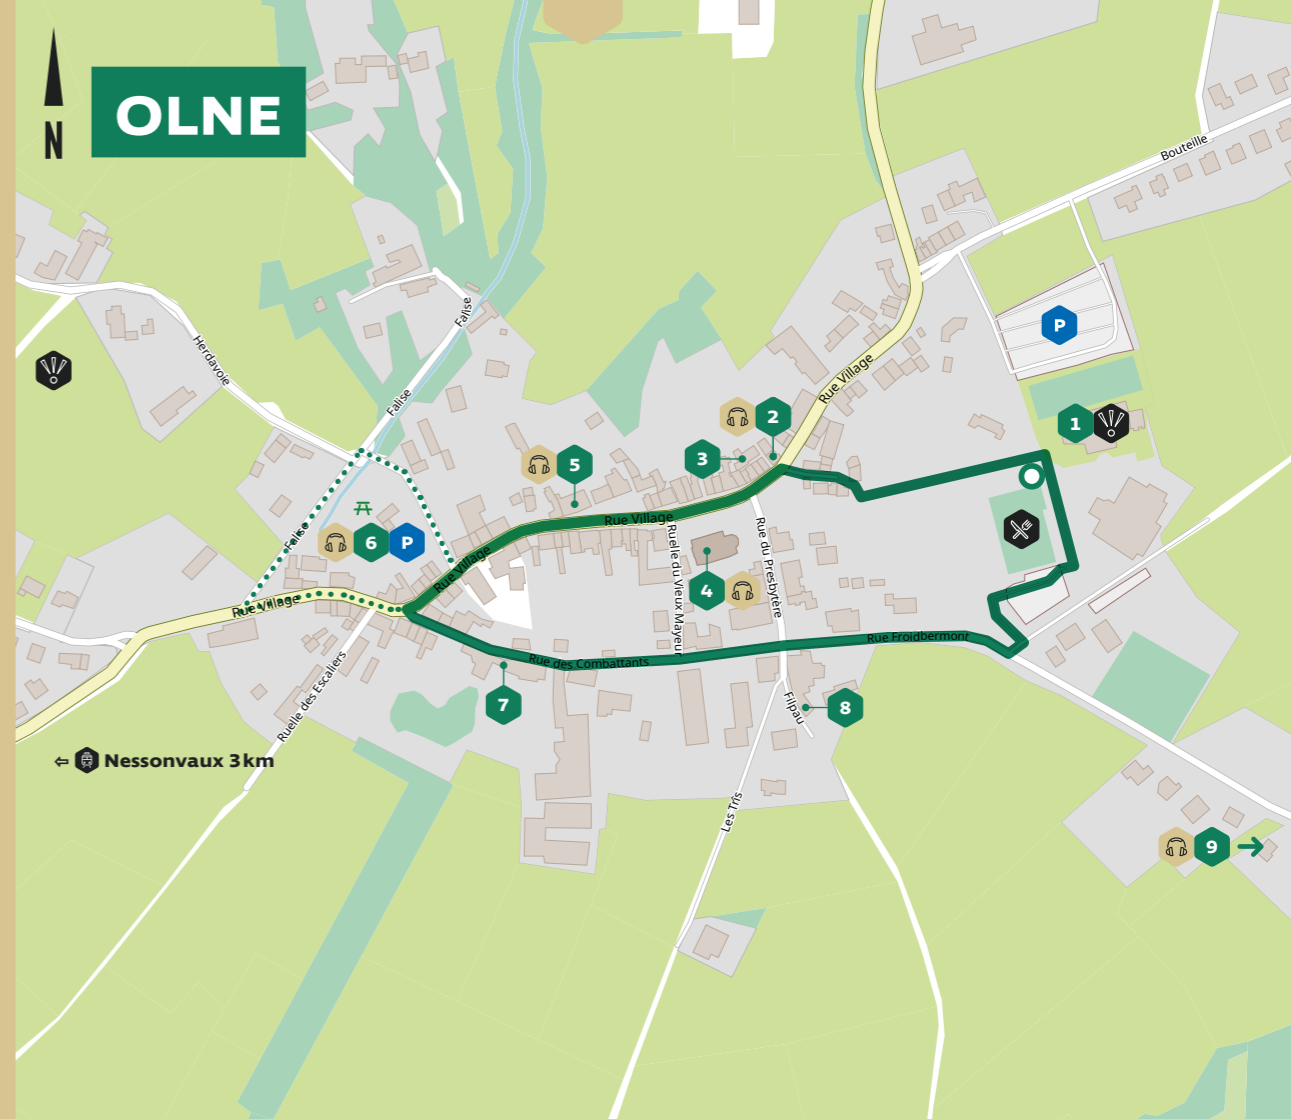 OLNE
N
Bouteille
Falise
P
Herdavoie
Rue Village
Falise
2
1
3
5
Rue Village
Falise
6
P
Rue Village
Ruelle du Vieux Mayeur
Rue du Presbytère
4
Rue Village
Rue Froidbermont
Rue des Combattants
Ruelle des Escaliers
7
Filpau
8
Nessonvaux 3 km
Les Tris
9